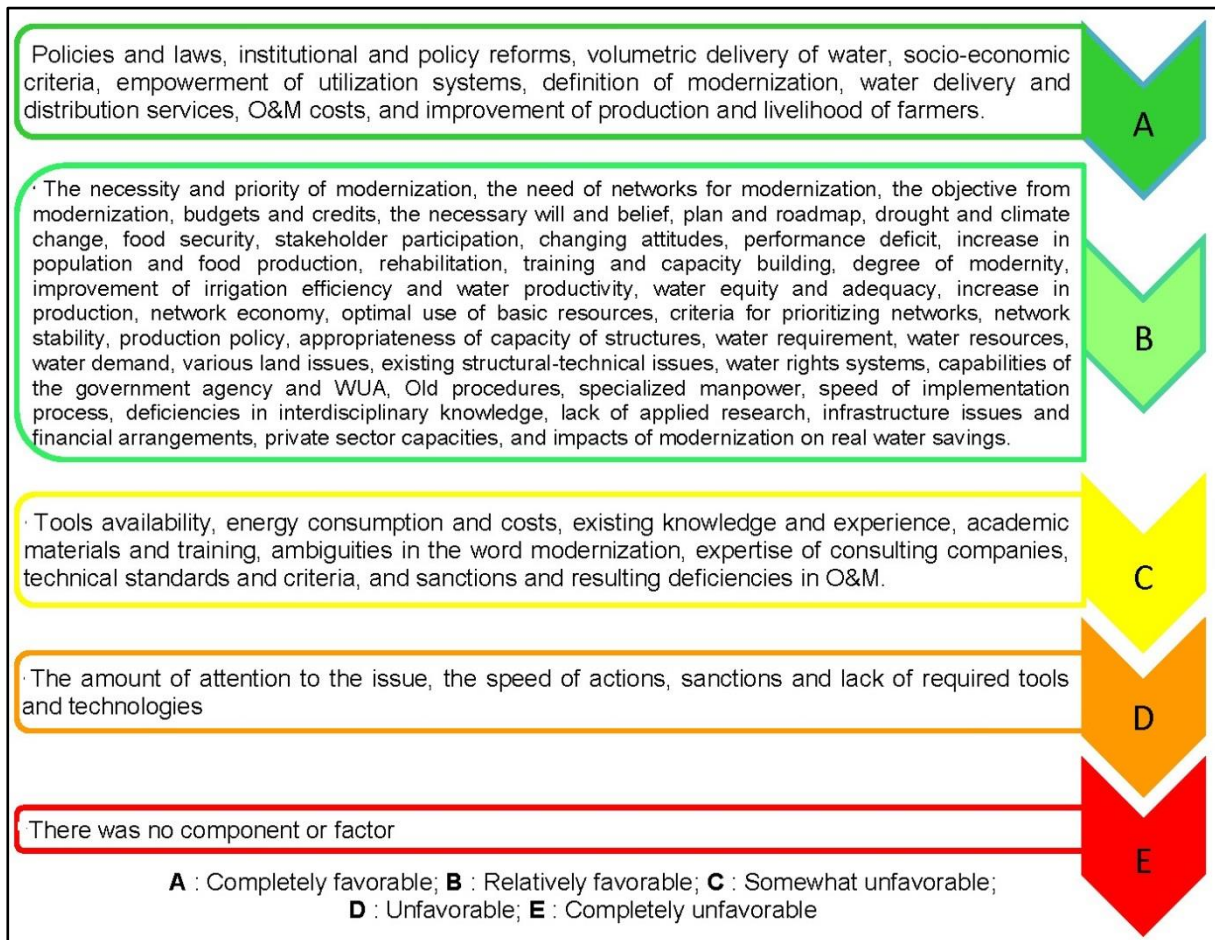 Policies and laws, institutional and policy reforms, volumetric delivery of water, socio-economic
criteria, empowerment of utilization systems, definition of modernization, water delivery and
distribution services, O&M costs, and improvement of production and livelihood of farmers.
A
· The necessity and priority of modernization, the need of networks for modernization, the objective from
modernization, budgets and credits, the necessary will and belief, plan and roadmap, drought and climate
change, food security, stakeholder participation, changing attitudes, performance deficit, increase in
population and food production, rehabilitation, training and capacity building, degree of modernity,
improvement of irrigation efficiency and water productivity, water equity and adequacy, increase in
production, network economy, optimal use of basic resources, criteria for prioritizing networks, network
stability, production policy, appropriateness of capacity of structures, water requirement, water resources,
water demand, various land issues, existing structural-technical issues, water rights systems, capabilities of
the government agency and WUA, Old procedures, specialized manpower, speed of implementation
process, deficiencies in interdisciplinary knowledge, lack of applied research, infrastructure issues and
financial arrangements, private sector capacities, and impacts of modernization on real water savings.
B
· Tools availability, energy consumption and costs, existing knowledge and experience, academic
materials and training, ambiguities in the word modernization, expertise of consulting companies,
technical standards and criteria, and sanctions and resulting deficiencies in O&M.
C
· The amount of attention to the issue, the speed of actions, sanctions and lack of required tools
and technologies
D
· There was no component or factor
E
A : Completely favorable; B : Relatively favorable; C : Somewhat unfavorable;
D : Unfavorable; E : Completely unfavorable